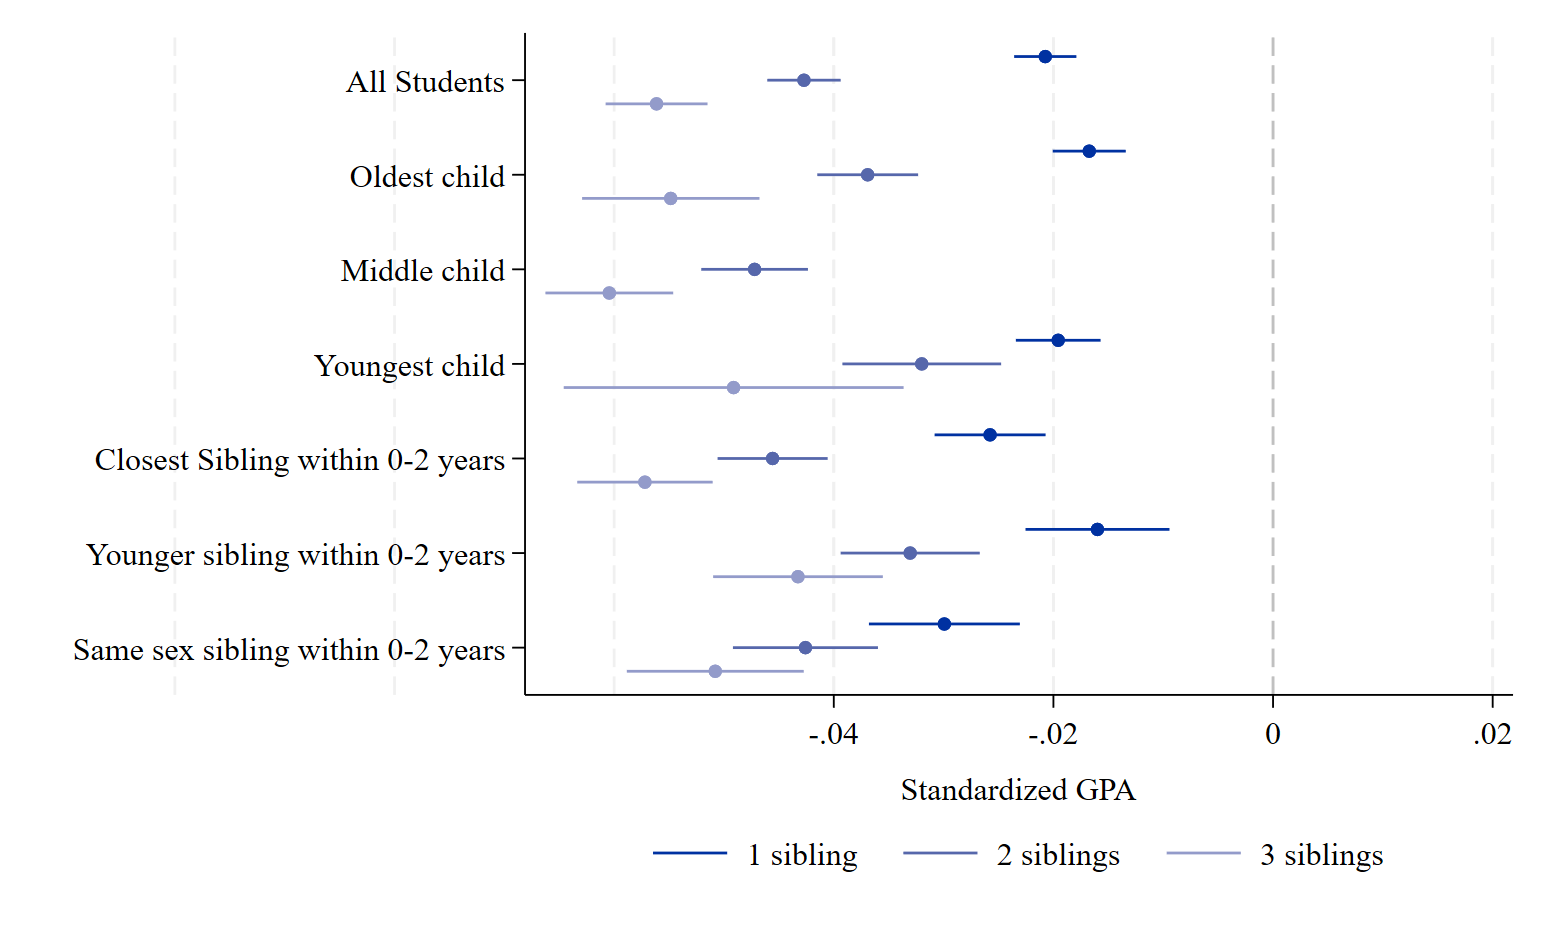 All Students
Oldest child
Middle child
Youngest child
Closest Sibling within 0-2 years
Younger sibling within 0-2 years
Same sex sibling within 0-2 years
-.04 -.02 0 .02
Standardized GPA
1 sibling 2 siblings 3 siblings